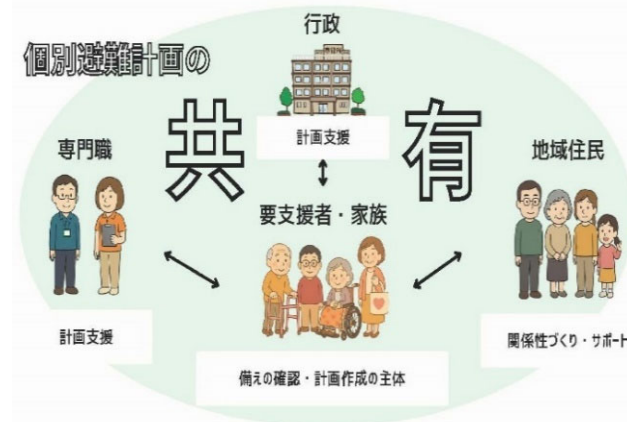 個別避難計画の
共有
行政
計画支援
専門職
計画支援
要支援者・家族
備えの確認・計画作成の主体
地域住民
関係性づくり・サポート